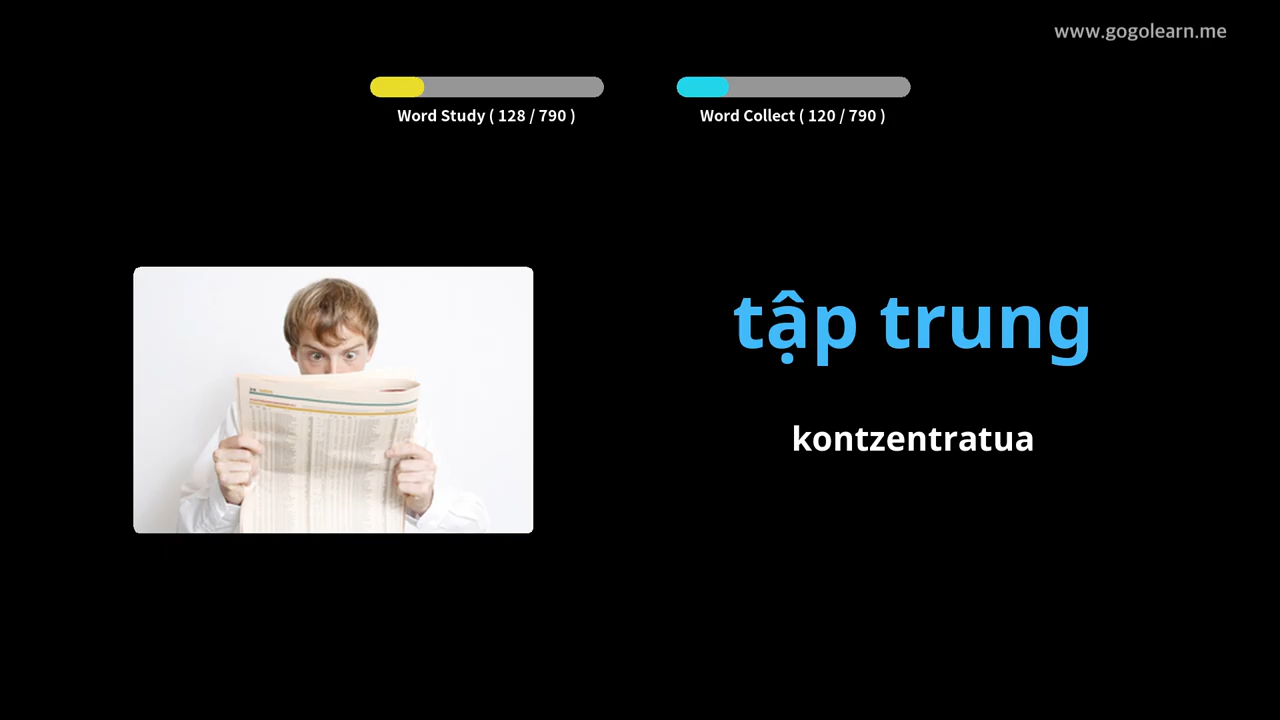 www.gogolearn.me
Word Study ( 128 / 790 )
Word Collect ( 120 / 790 )
tập trung
kontzentratua